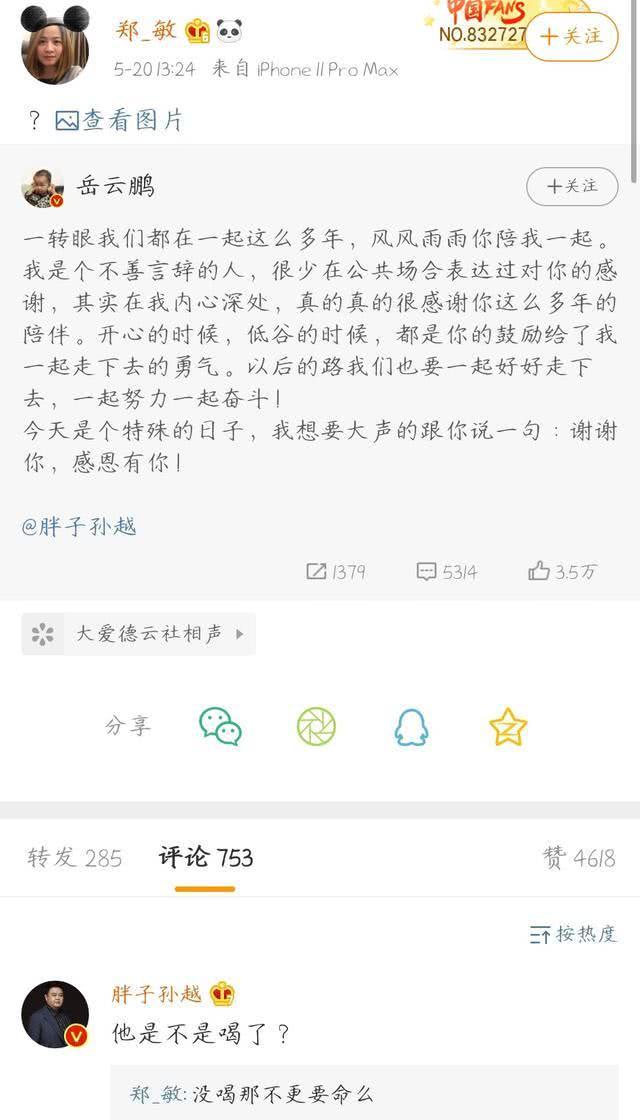 郑_敏
中国FANS
NO.832727
+关注
5-20 13:24 来自 iPhone 11 Pro Max
? 查看图片
岳云鹏
+关注
一转眼我们都在一起这么多年，风风雨雨你陪我一起。
我是个不善言辞的人，很少在公共场合表达过对你的感
谢，其实在我内心深处，真的真的很感谢你这么多年的
陪伴。开心的时候，低谷的时候，都是你的鼓励给了我
一起走下去的勇气。以后的路我们也要一起好好走下
去，一起努力一起奋斗！
今天是个特殊的日子，我想要大声的跟你说一句：谢谢
你，感恩有你！
@胖子孙越
1379 5314 3.5万
大爱德云社相声
分享
转发 285 评论 753 赞 4618
按热度
胖子孙越
他是不是喝了？
郑_敏: 没喝那不更要命么